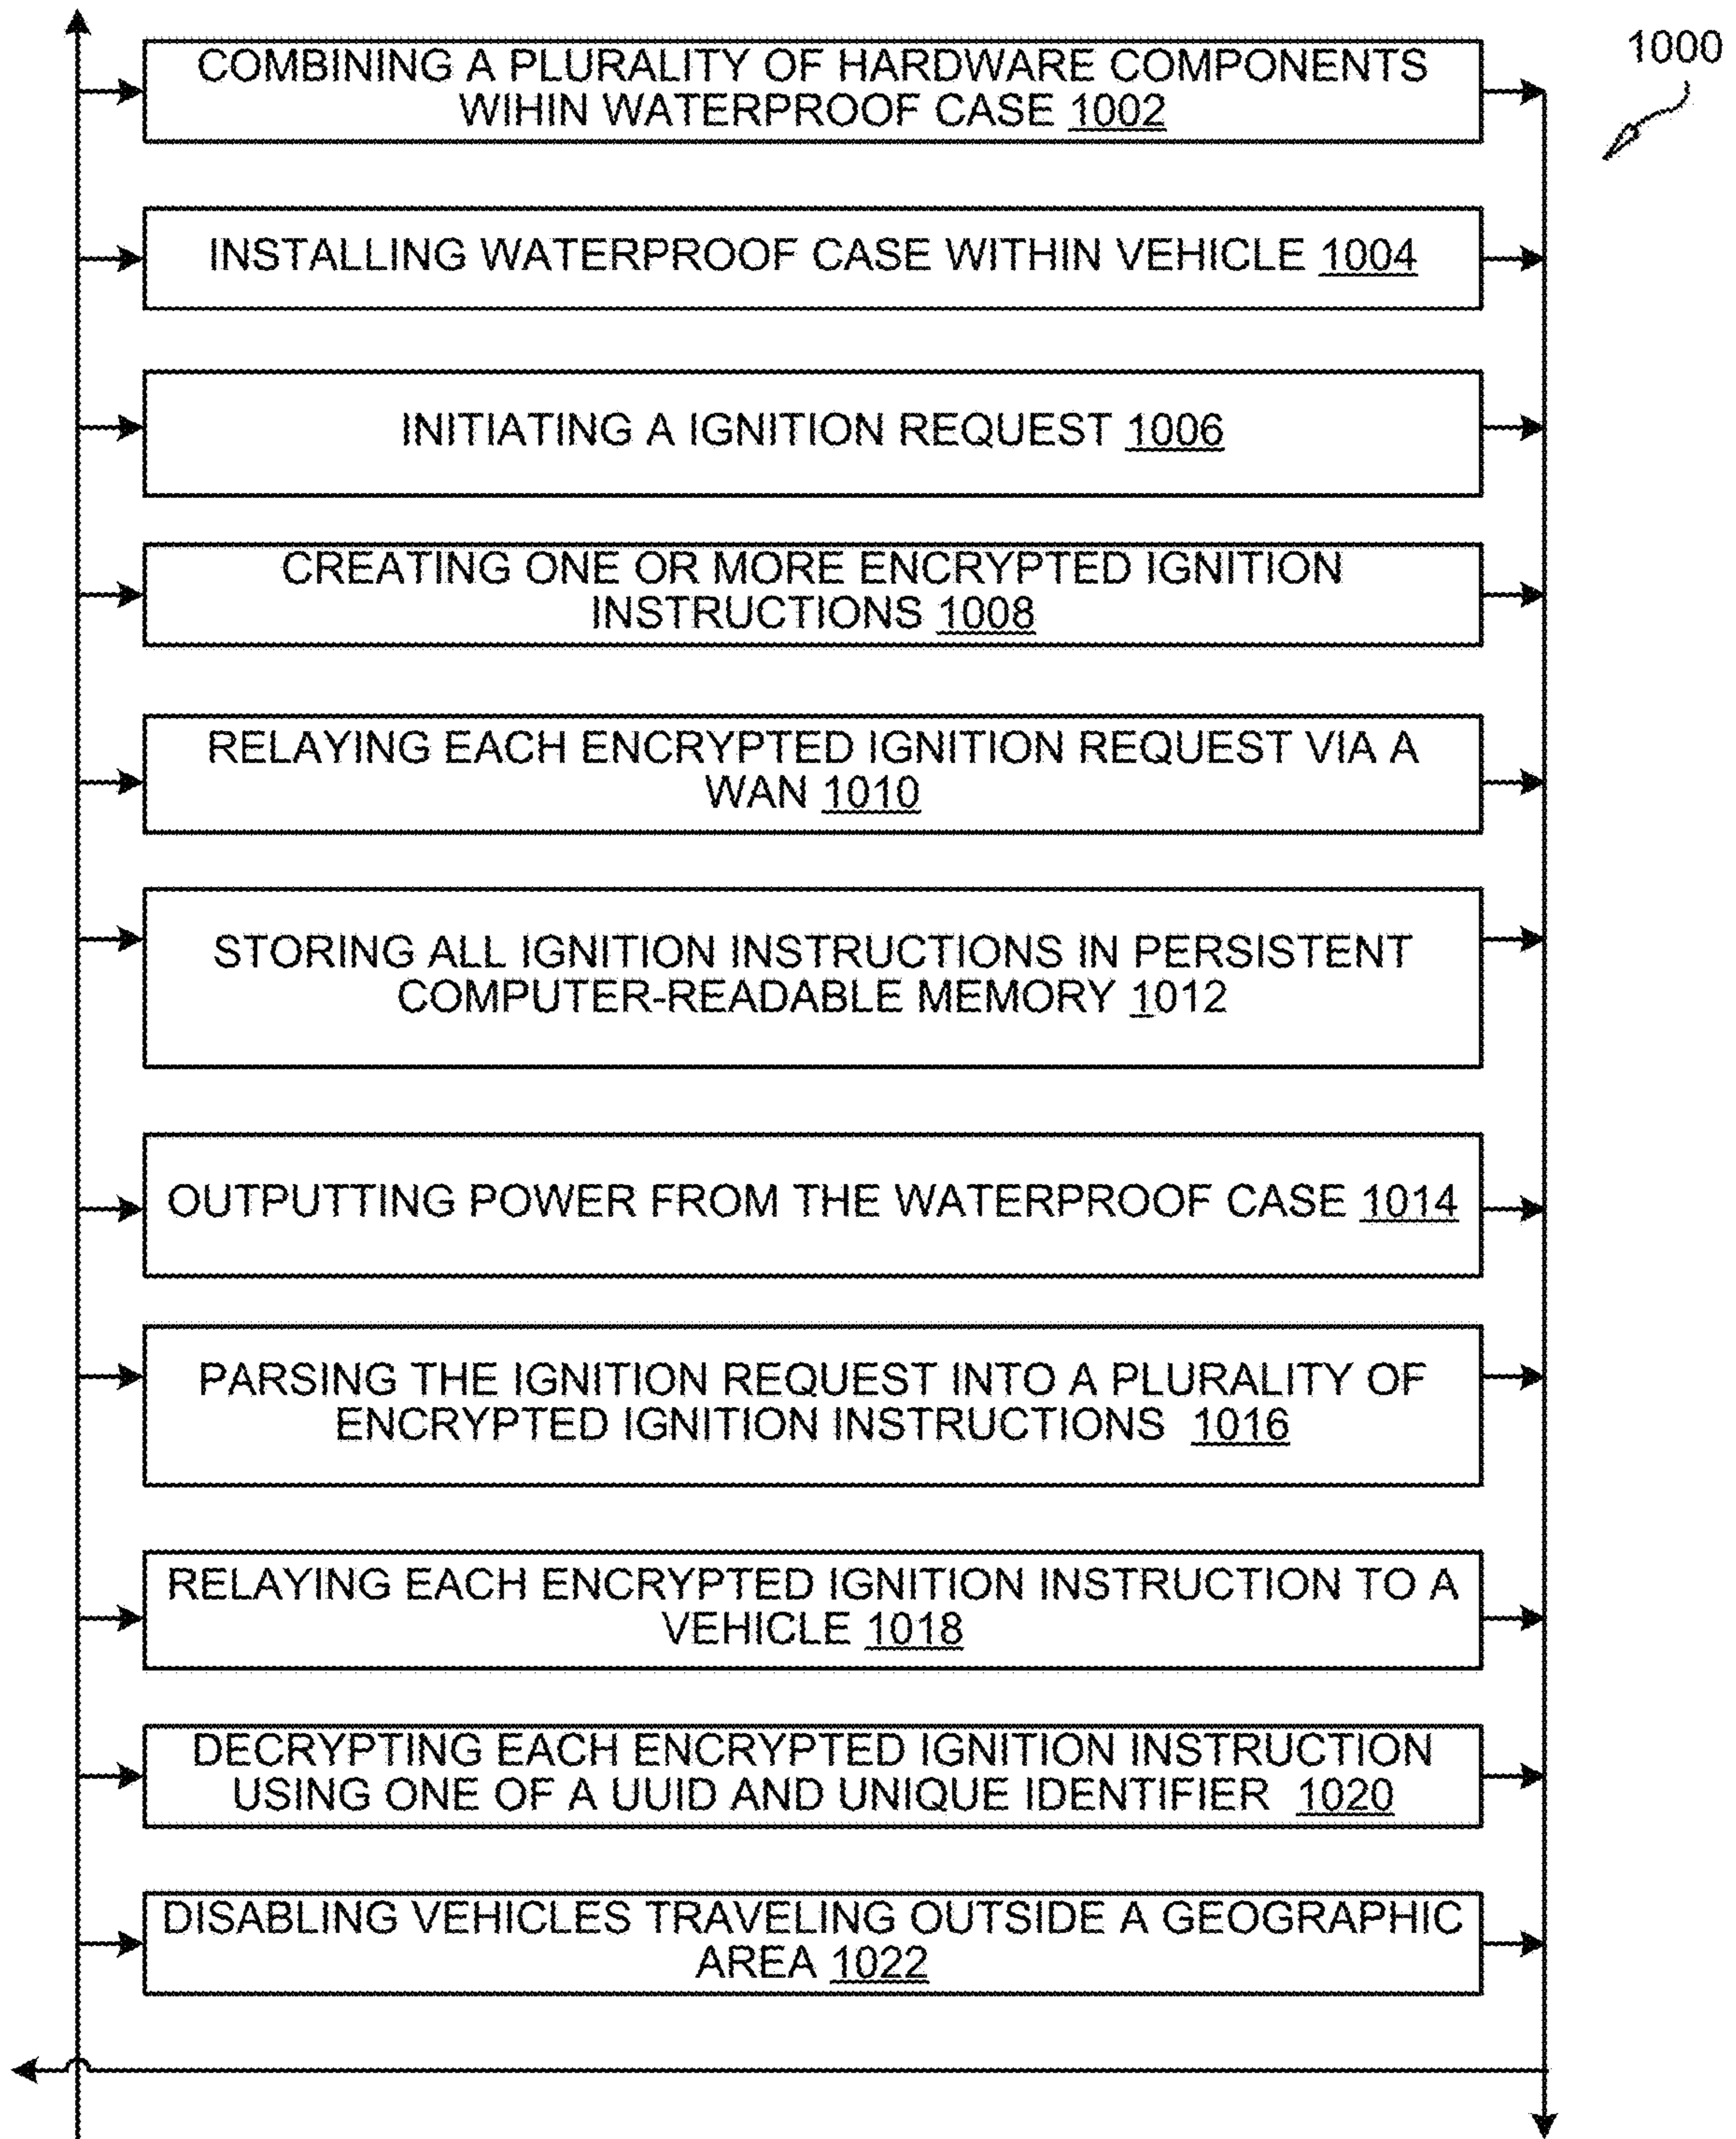 1000
COMBINING A PLURALITY OF HARDWARE COMPONENTS
WIHIN WATERPROOF CASE 1002
INSTALLING WATERPROOF CASE WITHIN VEHICLE 1004
INITIATING A IGNITION REQUEST 1006
CREATING ONE OR MORE ENCRYPTED IGNITION
INSTRUCTIONS 1008
RELAYING EACH ENCRYPTED IGNITION REQUEST VIA A
WAN 1010
STORING ALL IGNITION INSTRUCTIONS IN PERSISTENT
COMPUTER-READABLE MEMORY 1012
OUTPUTTING POWER FROM THE WATERPROOF CASE 1014
PARSING THE IGNITION REQUEST INTO A PLURALITY OF
ENCRYPTED IGNITION INSTRUCTIONS 1016
RELAYING EACH ENCRYPTED IGNITION INSTRUCTION TO A
VEHICLE 1018
DECRYPTING EACH ENCRYPTED IGNITION INSTRUCTION
USING ONE OF A UUID AND UNIQUE IDENTIFIER 1020
DISABLING VEHICLES TRAVELING OUTSIDE A GEOGRAPHIC
AREA 1022